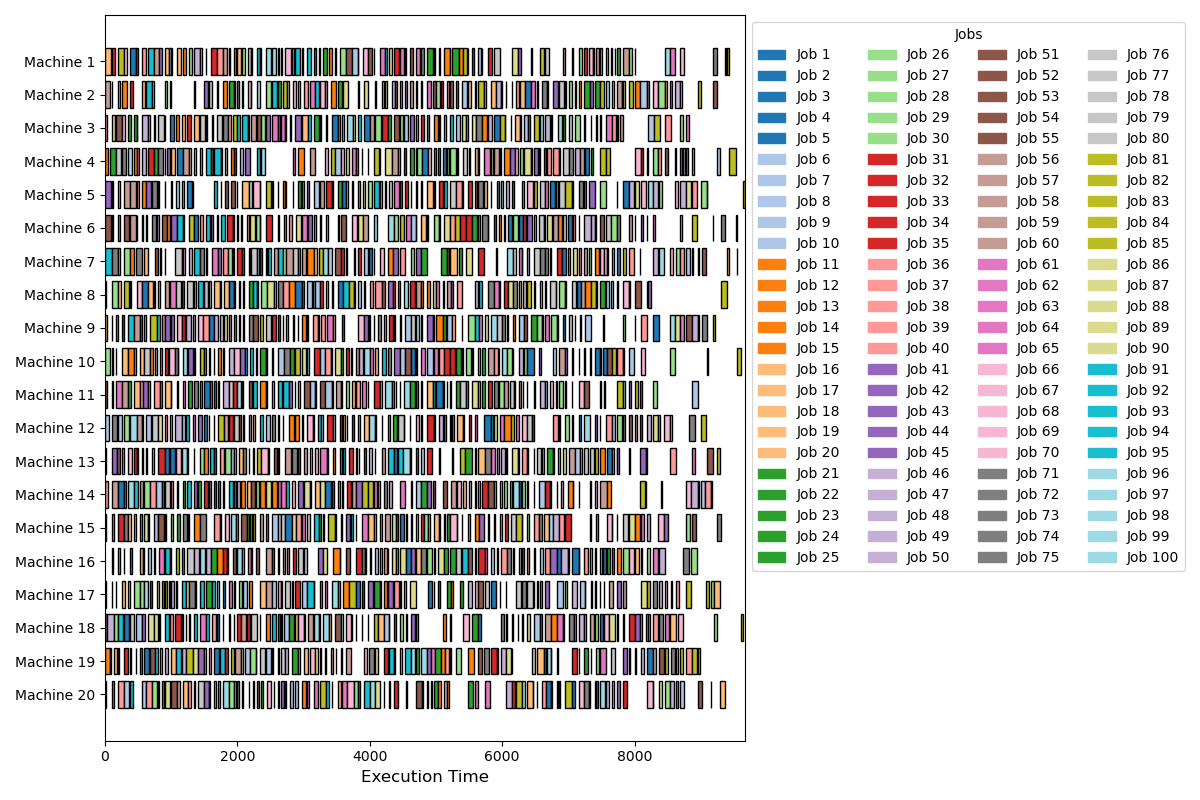 Machine 1
Machine 2
Machine 3
Machine 4
Machine 5
Machine 6
Machine 7
Machine 8
Machine 9
Machine 10
Machine 11
Machine 12
Machine 13
Machine 14
Machine 15
Machine 16
Machine 17
Machine 18
Machine 19
Machine 20
0 2000 4000 6000 8000
Execution Time
Jobs
Job 1 Job 26 Job 51 Job 76
Job 2 Job 27 Job 52 Job 77
Job 3 Job 28 Job 53 Job 78
Job 4 Job 29 Job 54 Job 79
Job 5 Job 30 Job 55 Job 80
Job 6 Job 31 Job 56 Job 81
Job 7 Job 32 Job 57 Job 82
Job 8 Job 33 Job 58 Job 83
Job 9 Job 34 Job 59 Job 84
Job 10 Job 35 Job 60 Job 85
Job 11 Job 36 Job 61 Job 86
Job 12 Job 37 Job 62 Job 87
Job 13 Job 38 Job 63 Job 88
Job 14 Job 39 Job 64 Job 89
Job 15 Job 40 Job 65 Job 90
Job 16 Job 41 Job 66 Job 91
Job 17 Job 42 Job 67 Job 92
Job 18 Job 43 Job 68 Job 93
Job 19 Job 44 Job 69 Job 94
Job 20 Job 45 Job 70 Job 95
Job 21 Job 46 Job 71 Job 96
Job 22 Job 47 Job 72 Job 97
Job 23 Job 48 Job 73 Job 98
Job 24 Job 49 Job 74 Job 99
Job 25 Job 50 Job 75 Job 100